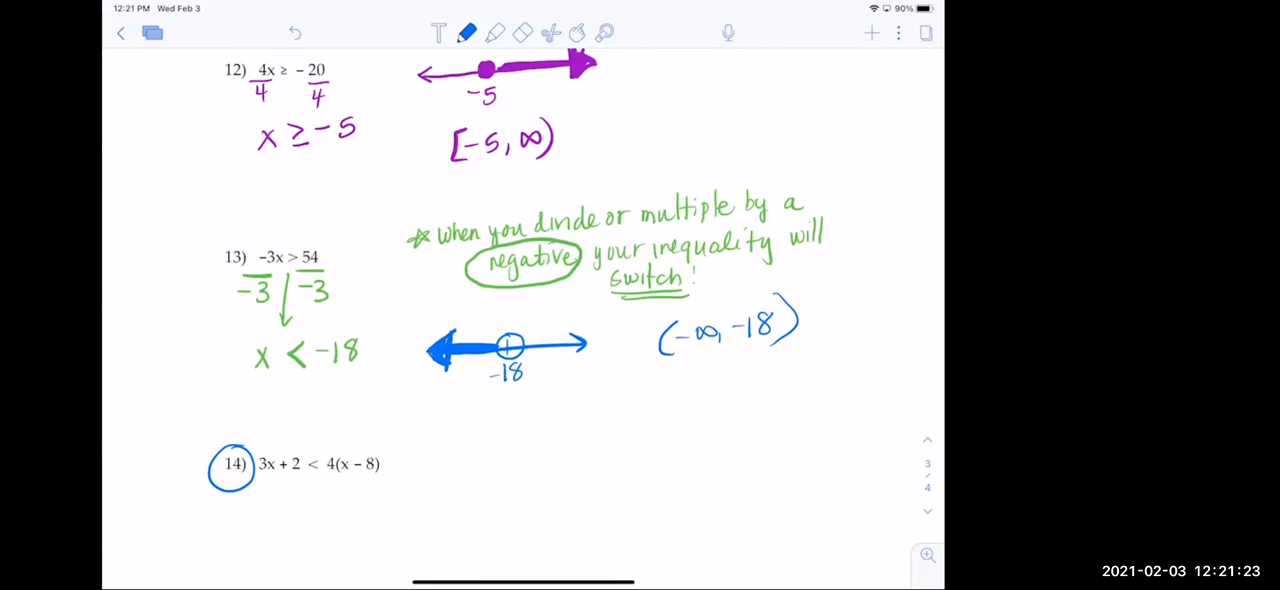 12:21 PM Wed Feb 3
90%
T
12) 4x ≥ - 20
4 4
-5
x ≥ -5
[-5, ∞)
☆ when you divide or multiple by a
negative your inequality will
switch!
13) -3x > 54
-3 -3
x < -18
-18
(-∞, -18)
14) 3x + 2 < 4(x - 8)
3
/
4
2021-02-03 12:21:23